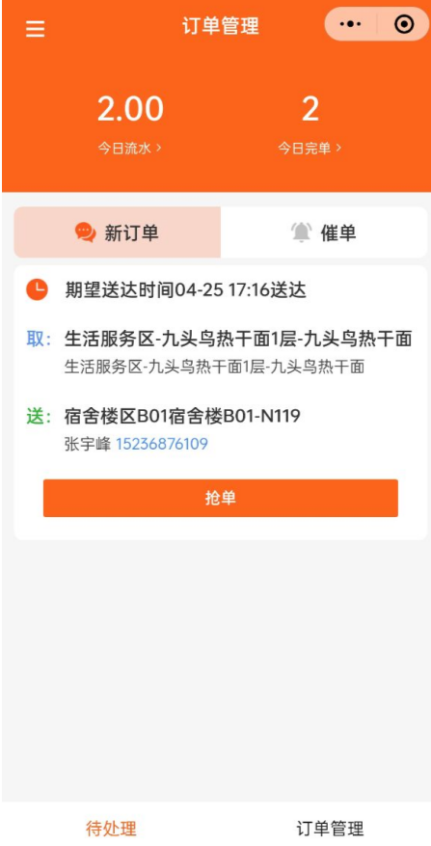 订单管理
2.00
2
今日流水 >
今日完单 >
新订单
催单
期望送达时间04-25 17:16送达
取: 生活服务区-九头鸟热干面1层-九头鸟热干面
生活服务区-九头鸟热干面1层-九头鸟热干面
送: 宿舍楼区B01宿舍楼B01-N119
张宇峰 15236876109
抢单
待处理
订单管理